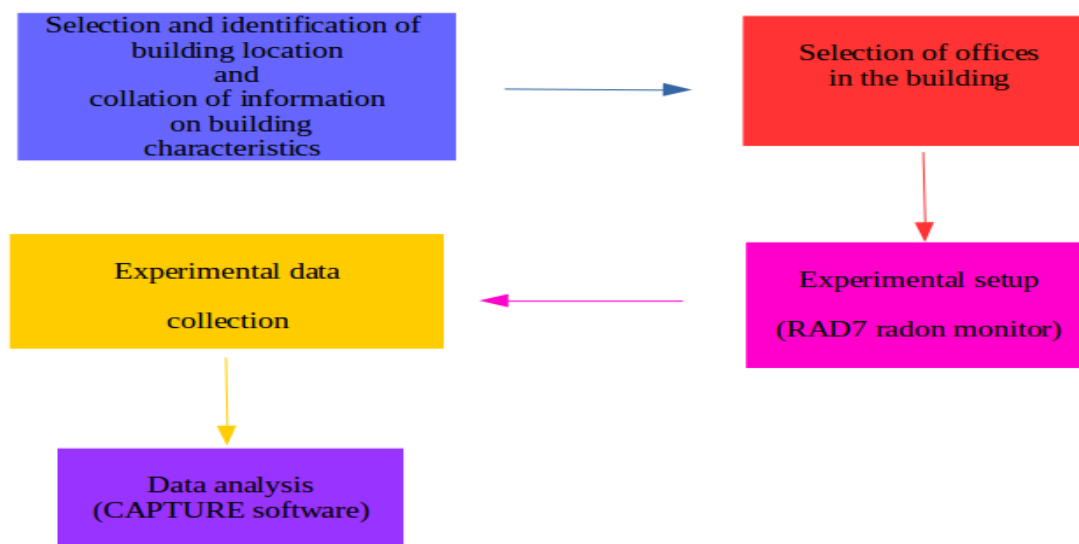 Selection and identification of
building location
and
collation of information
on building
characteristics
Selection of offices
in the building
Experimental setup
(RAD7 radon monitor)
Experimental data
collection
Data analysis
(CAPTURE software)